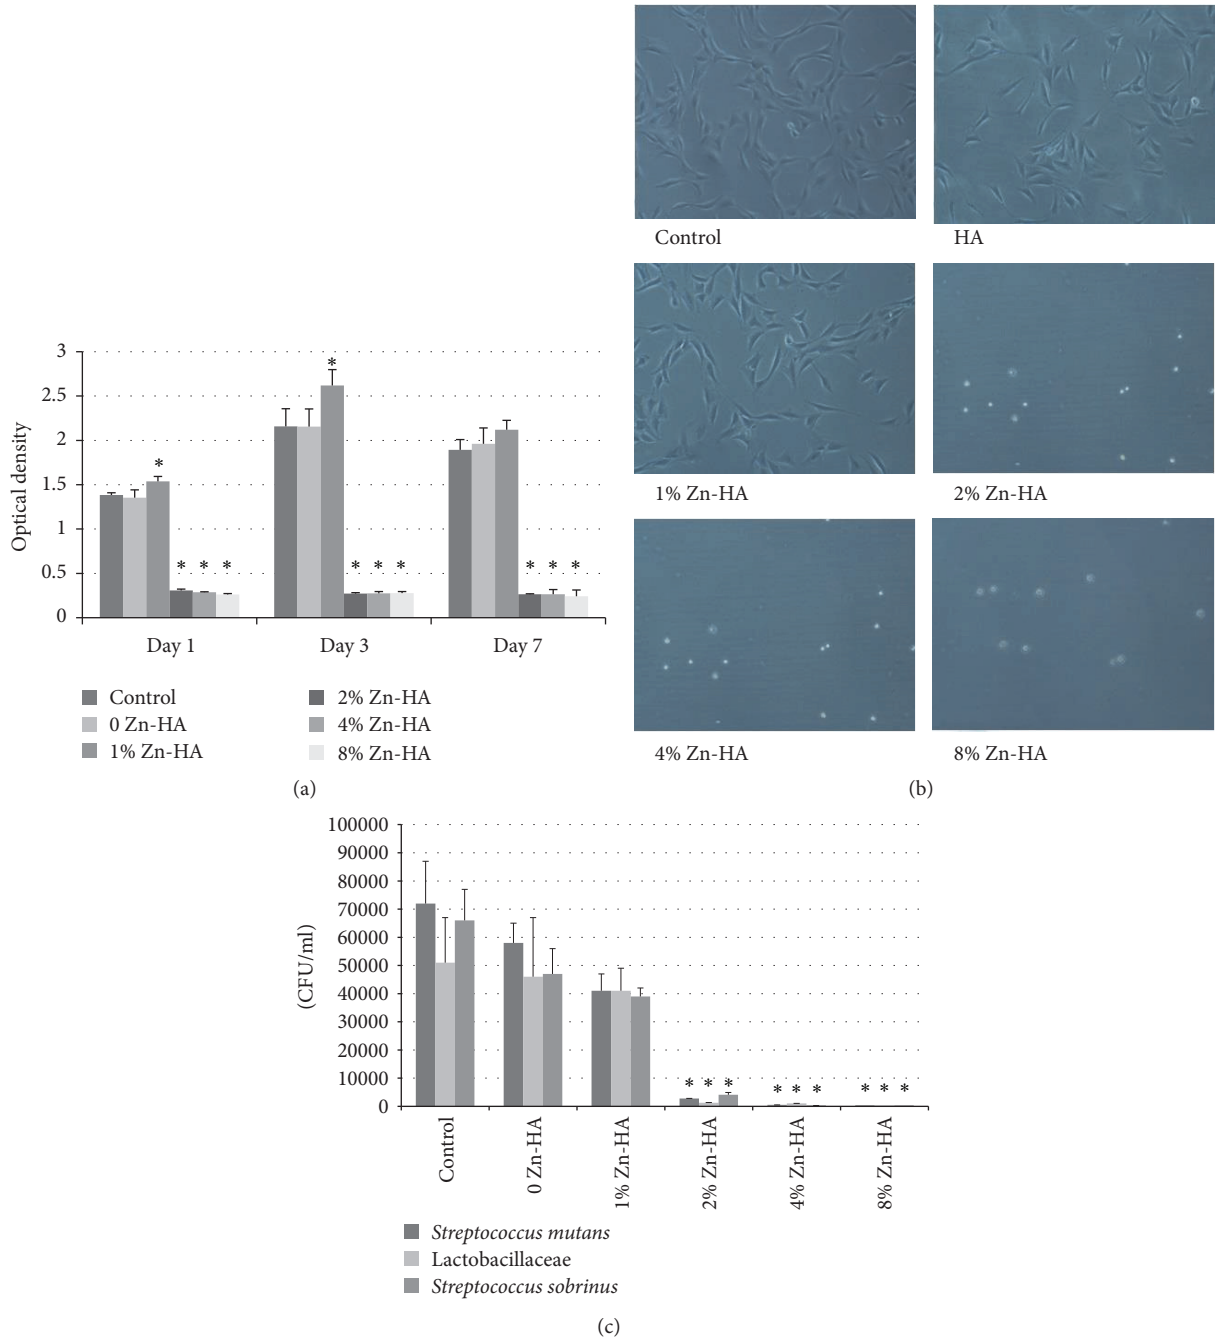 Control
HA
1% Zn-HA
2% Zn-HA
4% Zn-HA
8% Zn-HA
(b)
3
2.5
2
1.5
1
0.5
0
Optical density
*
*
* * *
* * *
* * *
Day 1
Day 3
Day 7
Control
0 Zn-HA
1% Zn-HA
2% Zn-HA
4% Zn-HA
8% Zn-HA
(a)
100000
90000
80000
70000
60000
50000
40000
30000
20000
10000
0
(CFU/ml)
* * *
* * *
* * *
Control
0 Zn-HA
1% Zn-HA
2% Zn-HA
4% Zn-HA
8% Zn-HA
Streptococcus mutans
Lactobacillaceae
Streptococcus sobrinus
(c)